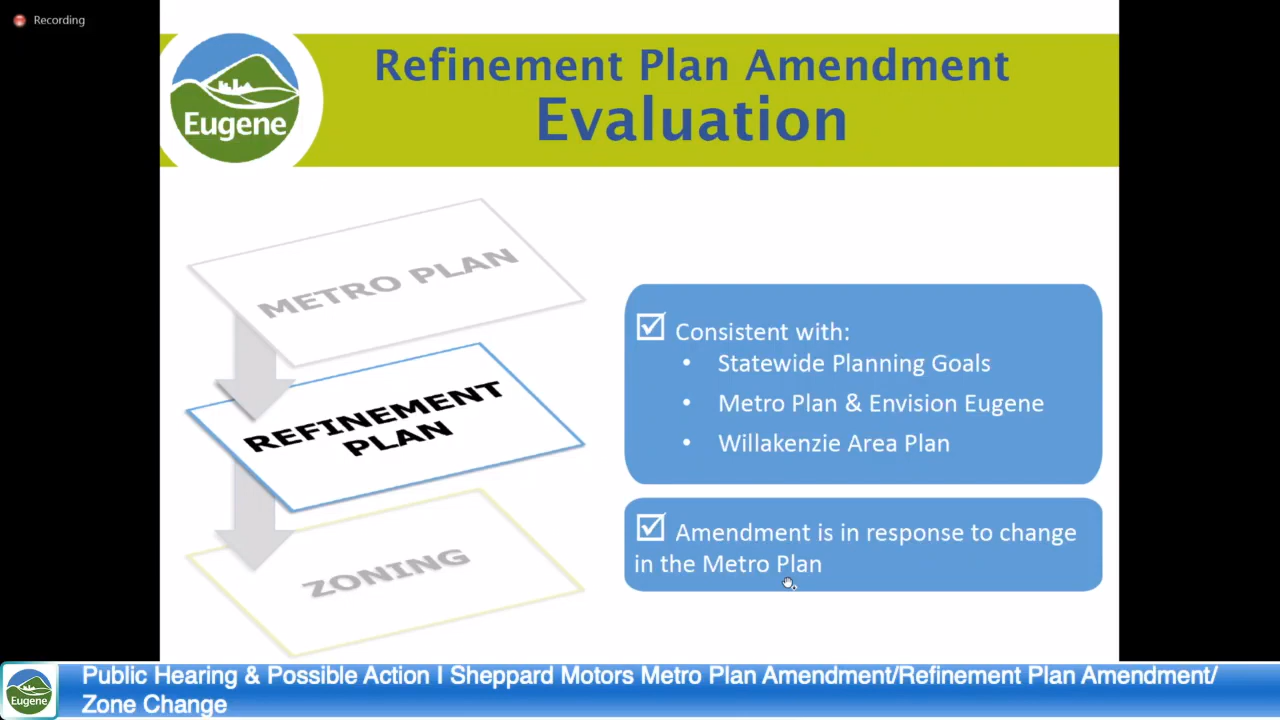 Recording
Refinement Plan Amendment
Evaluation
Eugene
METRO PLAN
REFINEMENT
PLAN
ZONING
Consistent with:
• Statewide Planning Goals
• Metro Plan & Envision Eugene
• Willakenzie Area Plan
Amendment is in response to change
in the Metro Plan
Eugene
Public Hearing & Possible Action I Sheppard Motors Metro Plan Amendment/Refinement Plan Amendment/
Zone Change